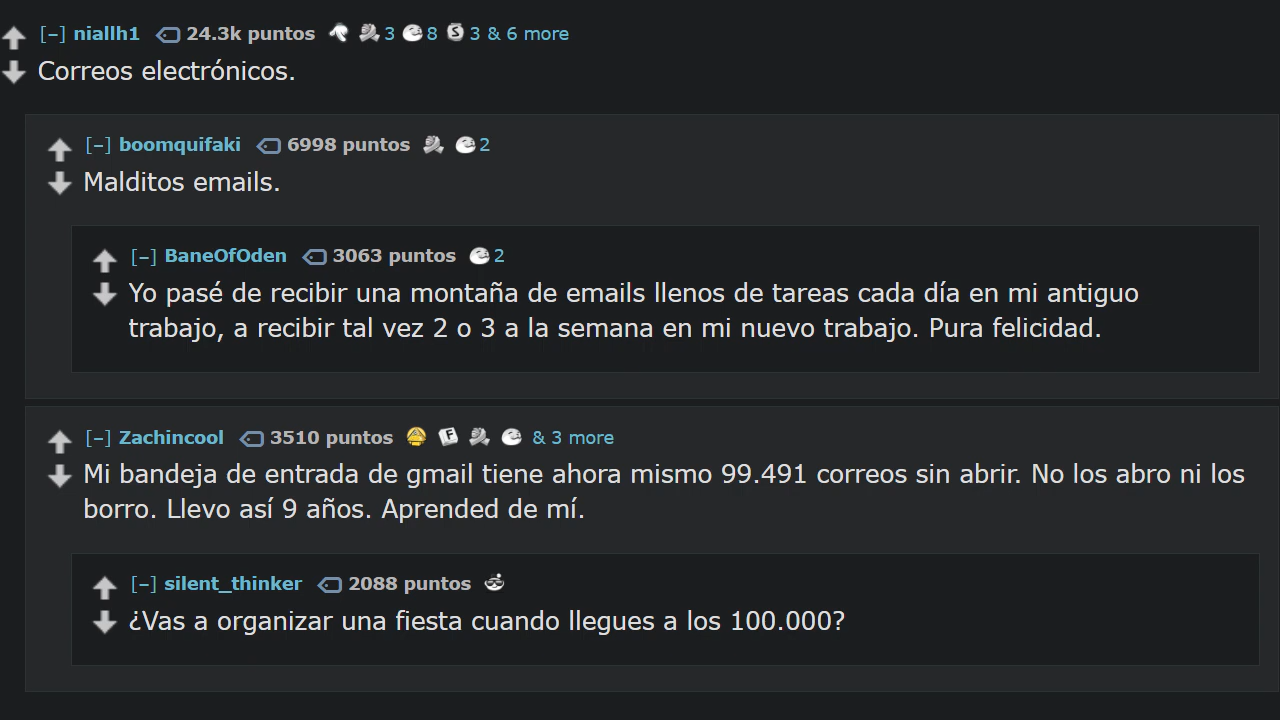 [–] niallh1 24.3k puntos 3 8 3 & 6 more
Correos electrónicos.
[–] boomquifaki 6998 puntos 2
Malditos emails.
[–] BaneOfOden 3063 puntos 2
Yo pasé de recibir una montaña de emails llenos de tareas cada día en mi antiguo
trabajo, a recibir tal vez 2 o 3 a la semana en mi nuevo trabajo. Pura felicidad.
[–] Zachincool 3510 puntos & 3 more
Mi bandeja de entrada de gmail tiene ahora mismo 99.491 correos sin abrir. No los abro ni los
borro. Llevo así 9 años. Aprended de mí.
[–] silent_thinker 2088 puntos
¿Vas a organizar una fiesta cuando llegues a los 100.000?